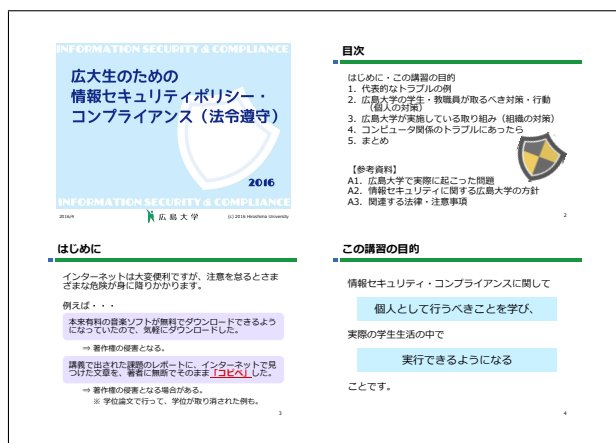 INFORMATION SECURITY & COMPLIANCE
広大生のための
情報セキュリティポリシー・
コンプライアンス（法令遵守）
2016
INFORMATION SECURITY & COMPLIANCE
2016/4
広島大学
(c) 2016 Hiroshima University
目次
はじめに・この講習の目的
1. 代表的なトラブルの例
2. 広島大学の学生・教職員が取るべき対策・行動
（個人の対策）
3. 広島大学が実施している取り組み（組織の対策）
4. コンピュータ関係のトラブルにあったら
5. まとめ
【参考資料】
A1. 広島大学で実際に起こった問題
A2. 情報セキュリティに関する広島大学の方針
A3. 関連する法律・注意事項
2
はじめに
インターネットは大変便利ですが、注意を怠るとさま
ざまな危険が身に降りかかります。
例えば・・・
本来有料の音楽ソフトが無料でダウンロードできるよう
になっていたので、気軽にダウンロードした。
⇒ 著作権の侵害となる。
講義で出された課題のレポートに、インターネットで見
つけた文章を、著者に無断でそのまま「コピペ」した。
⇒ 著作権の侵害となる場合がある。
※ 学位論文で行って、学位が取り消された例も。
3
この講習の目的
情報セキュリティ・コンプライアンスに関して
個人として行うべきことを学び、
実際の学生生活の中で
実行できるようになる
ことです。
4